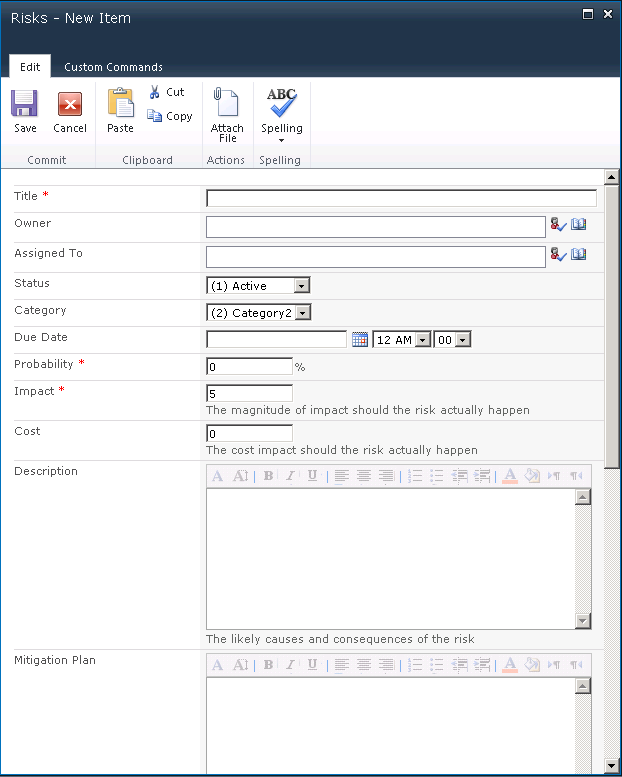 Risks - New Item
Edit Custom Commands
ABC
Cut
Copy
Save Cancel Paste Attach File Spelling
Commit Clipboard Actions Spelling
Title *
Owner
Assigned To
Status (1) Active
Category (2) Category2
Due Date 12 AM 00
Probability * 0 %
Impact * 5
The magnitude of impact should the risk actually happen
Cost 0
The cost impact should the risk actually happen
Description
A A B I U A
The likely causes and consequences of the risk
Mitigation Plan
A A B I U A